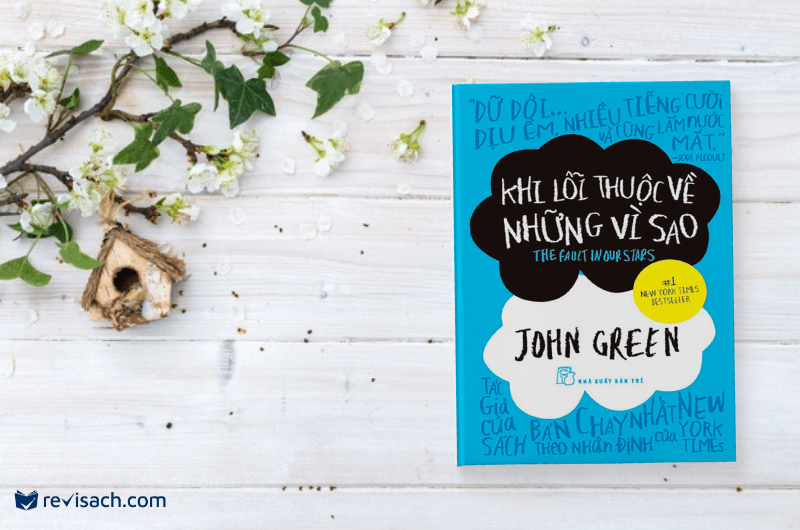 "DỮ DỘI...
DỊU ÊM, NHIỀU TIẾNG CƯỜI
VÀ CŨNG LẮM NƯỚC
MẮT."
—JODI PICOULT
KHI LỖI THUỘC VỀ
NHỮNG VÌ SAO
THE FAULT IN OUR STARS
#1
NEW YORK TIMES
BESTSELLER
JOHN GREEN
NHÀ XUẤT BẢN TRẺ
TÁC
GIẢ
CỦA
SÁCH
BÁN CHẠY NHẤT
THEO NHẬN ĐỊNH CỦA
NEW
YORK
TIMES
revisach.com